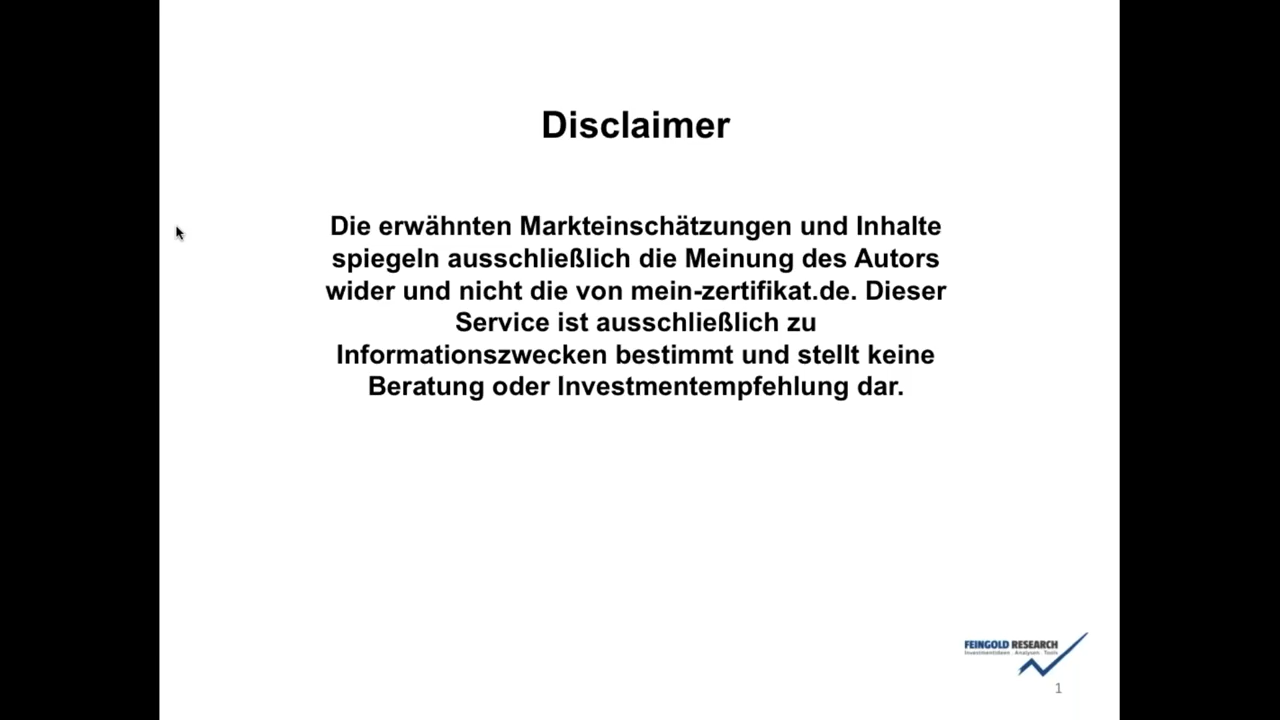 Disclaimer
Die erwähnten Markteinschätzungen und Inhalte
spiegeln ausschließlich die Meinung des Autors
wider und nicht die von mein-zertifikat.de. Dieser
Service ist ausschließlich zu
Informationszwecken bestimmt und stellt keine
Beratung oder Investmentempfehlung dar.
FEINGOLD RESEARCH
Investmentideen . Analysen . Tools
1